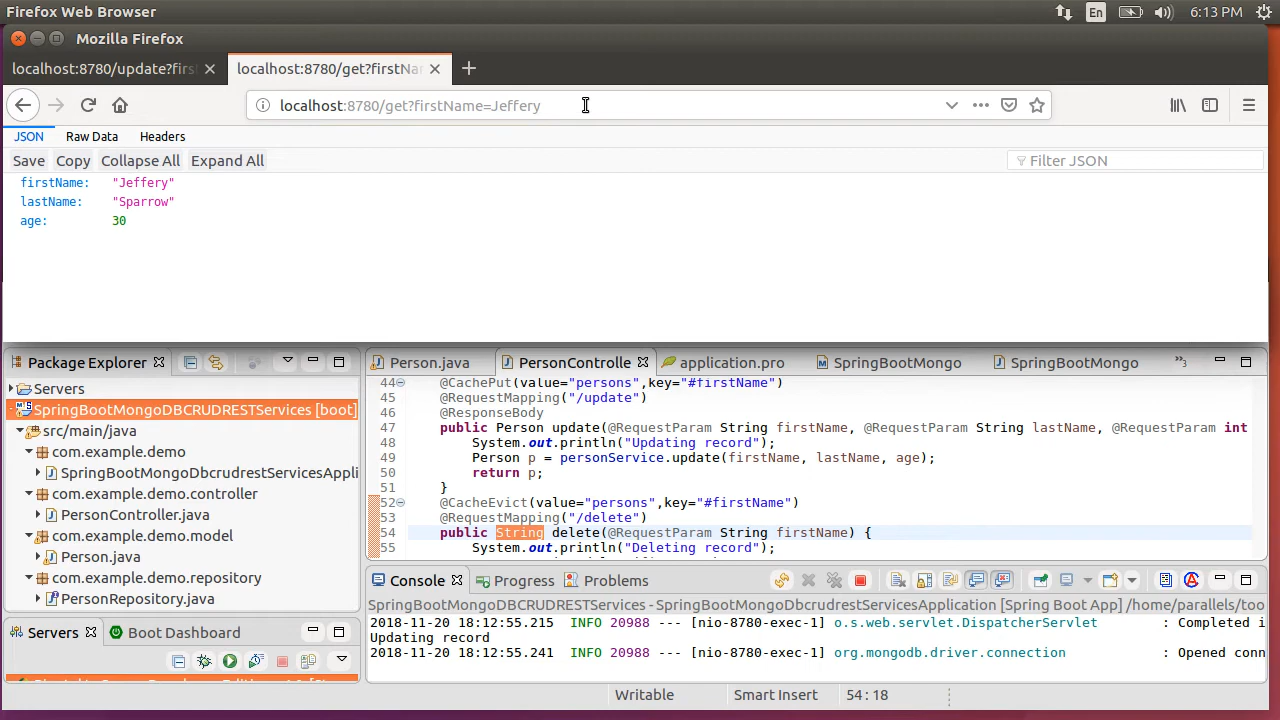 Firefox Web Browser
En
6:13 PM
Mozilla Firefox
localhost:8780/update?firs
localhost:8780/get?firstNa
localhost:8780/get?firstName=Jeffery
JSON Raw Data Headers
Save Copy Collapse All Expand All
Filter JSON
firstName: "Jeffery"
lastName: "Sparrow"
age: 30
Package Explorer
Servers
SpringBootMongoDBCRUDRESTServices [boot]
src/main/java
com.example.demo
SpringBootMongoDbcrudrestServicesAppli
com.example.demo.controller
PersonController.java
com.example.demo.model
Person.java
com.example.demo.repository
PersonRepository.java
Servers
Boot Dashboard
Person.java
PersonControlle
application.pro
SpringBootMongo
SpringBootMongo
3
44 @CachePut(value="persons",key="#firstName")
45 @RequestMapping("/update")
46 @ResponseBody
47 public Person update(@RequestParam String firstName, @RequestParam String lastName, @RequestParam int
48 System.out.println("Updating record");
49 Person p = personService.update(firstName, lastName, age);
50 return p;
51 }
52 @CacheEvict(value="persons",key="#firstName")
53 @RequestMapping("/delete")
54 public String delete(@RequestParam String firstName) {
55 System.out.println("Deleting record");
Console
Progress
Problems
SpringBootMongoDBCRUDRESTServices - SpringBootMongoDbcrudrestServicesApplication [Spring Boot App] /home/parallels/too
2018-11-20 18:12:55.215 INFO 20988 --- [nio-8780-exec-1] o.s.web.servlet.DispatcherServlet : Completed i
Updating record
2018-11-20 18:12:55.241 INFO 20988 --- [nio-8780-exec-1] org.mongodb.driver.connection : Opened conn
Writable
Smart Insert
54 : 18